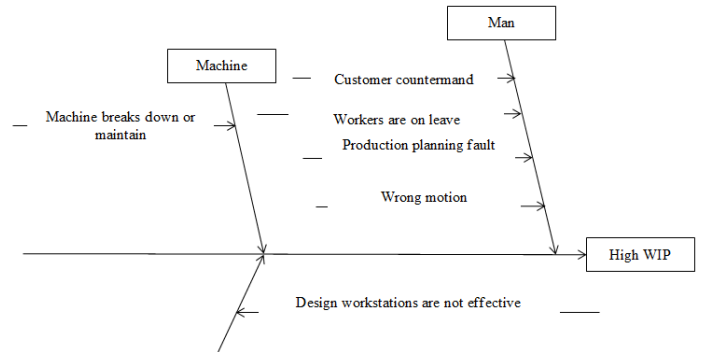 Man
Machine
Customer countermand
Machine breaks down or
maintain
Workers are on leave
Production planning fault
Wrong motion
High WIP
Design workstations are not effective